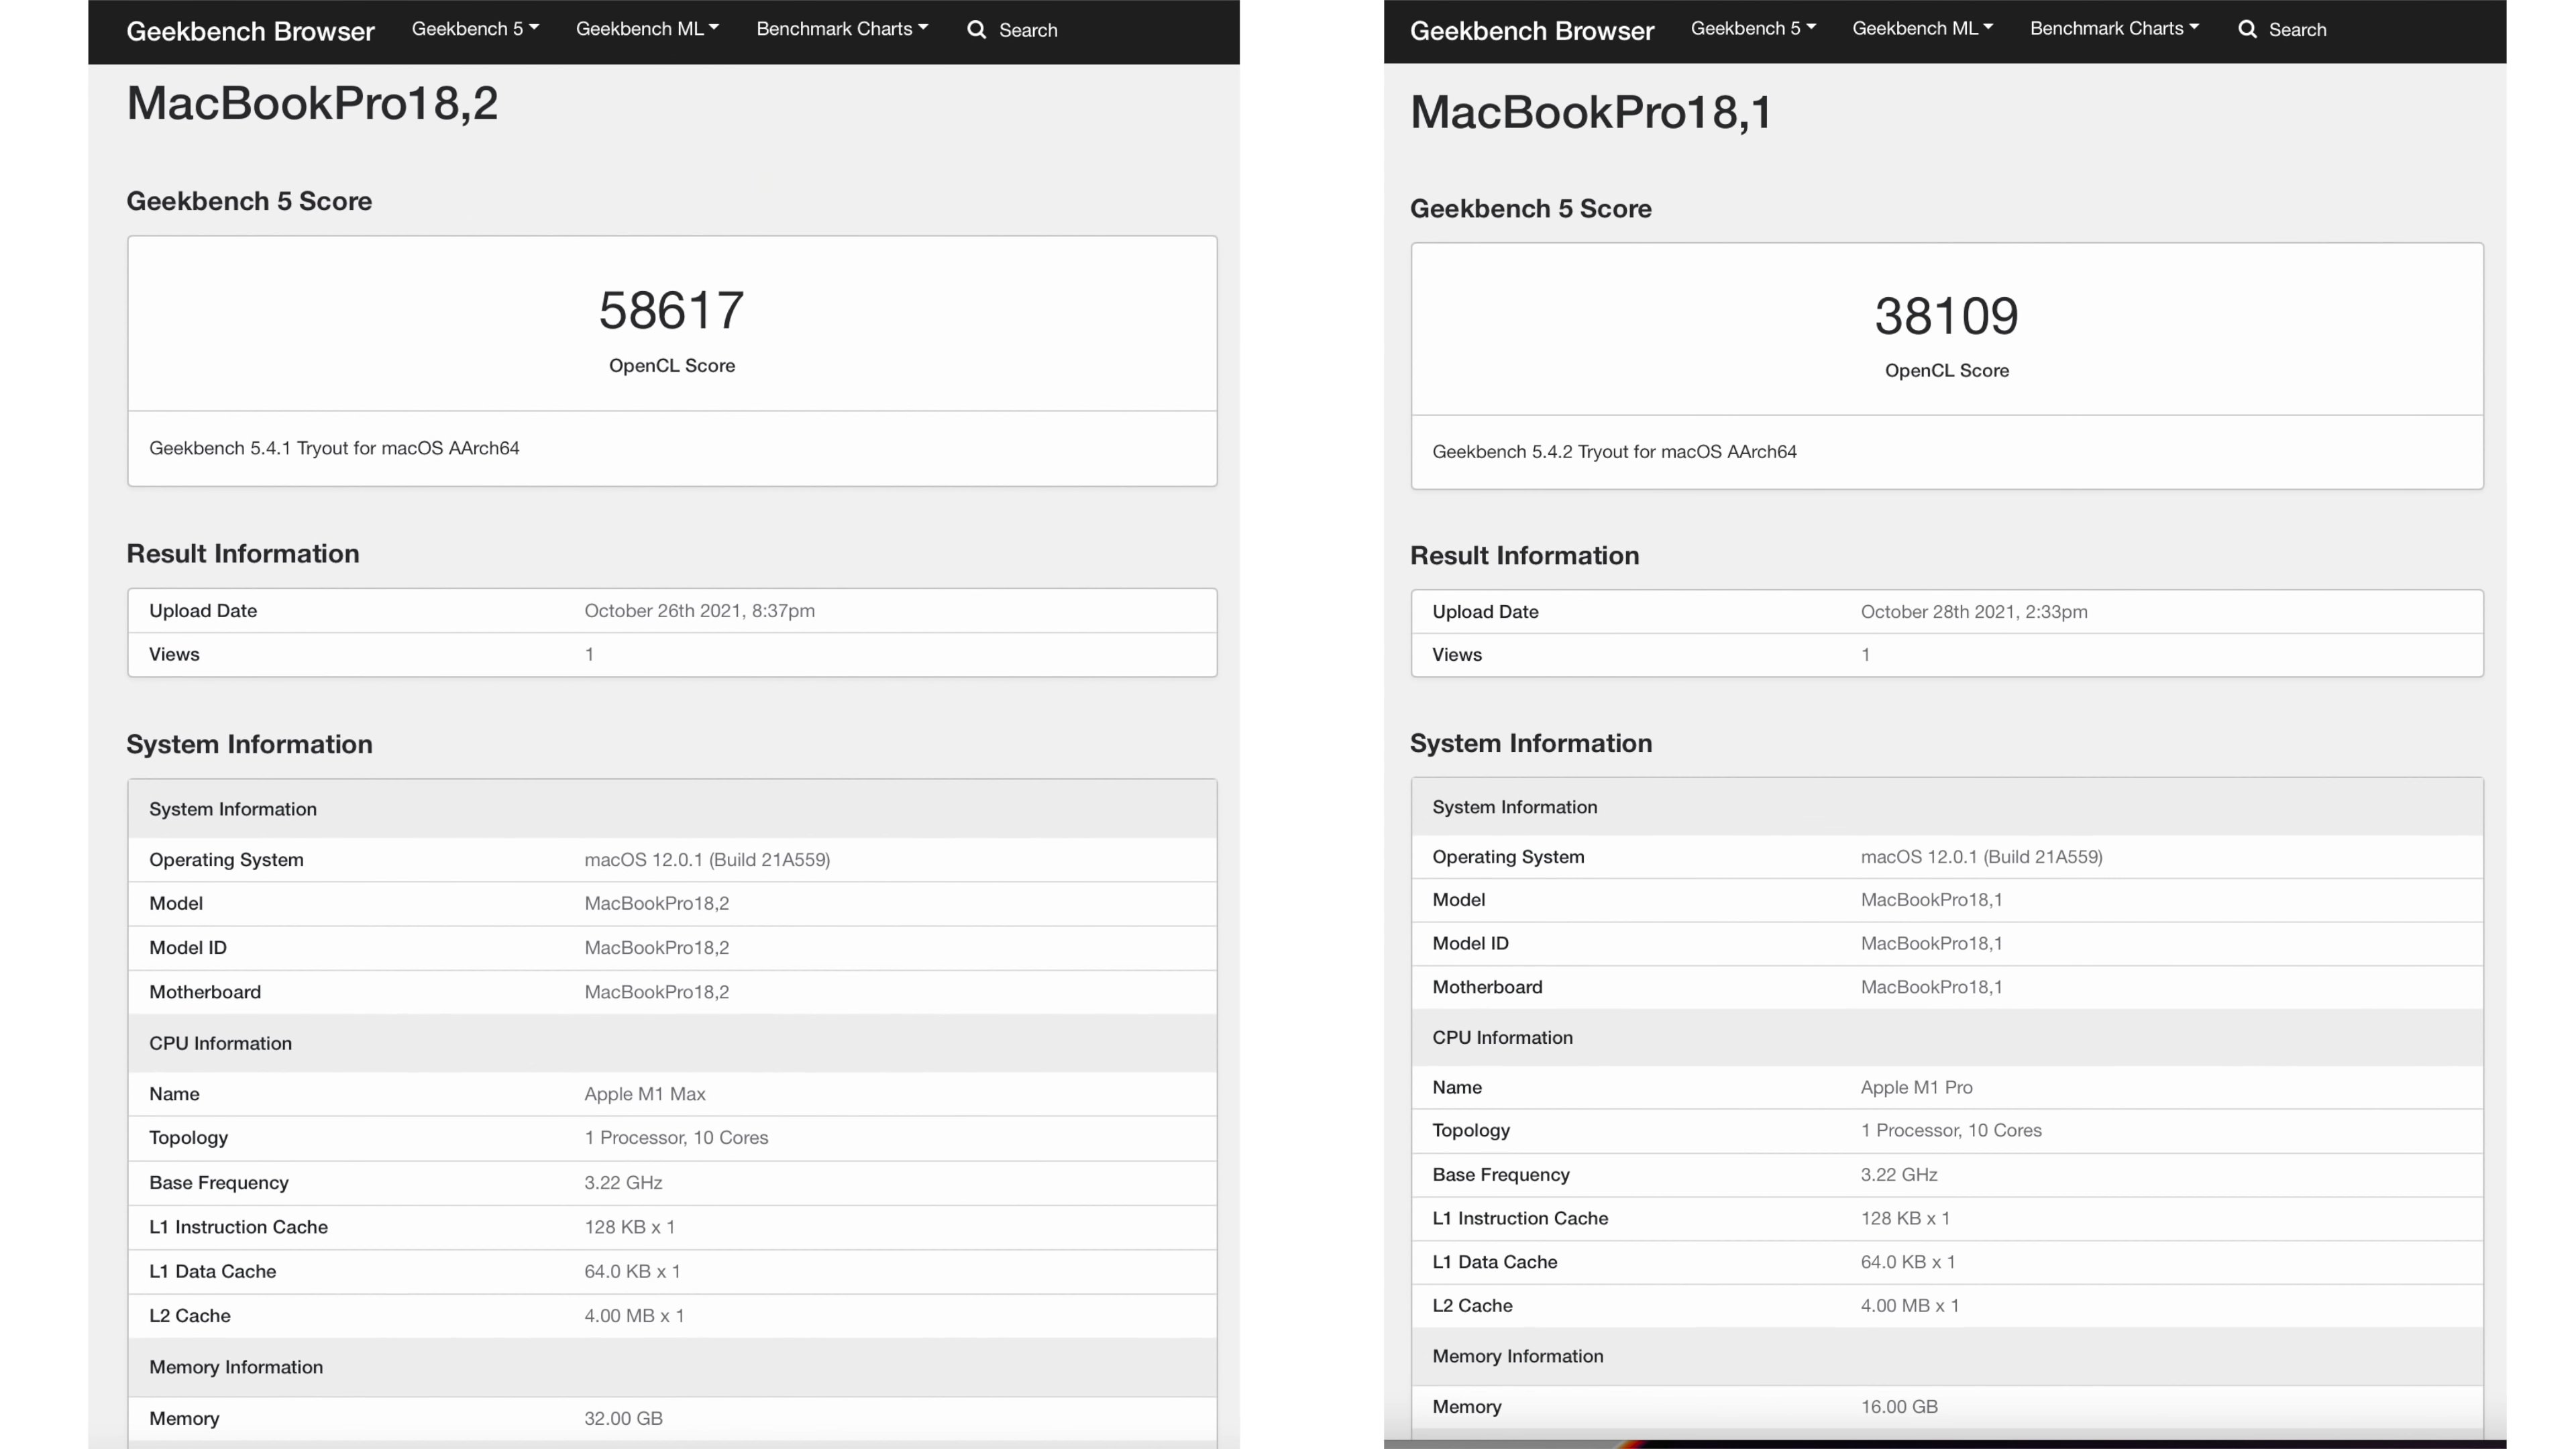 Geekbench Browser Geekbench 5 Geekbench ML Benchmark Charts Search
MacBookPro18,2
Geekbench 5 Score
58617
OpenCL Score
Geekbench 5.4.1 Tryout for macOS AArch64
Result Information
Upload Date October 26th 2021, 8:37pm
Views 1
System Information
System Information
Operating System macOS 12.0.1 (Build 21A559)
Model MacBookPro18,2
Model ID MacBookPro18,2
Motherboard MacBookPro18,2
CPU Information
Name Apple M1 Max
Topology 1 Processor, 10 Cores
Base Frequency 3.22 GHz
L1 Instruction Cache 128 KB x 1
L1 Data Cache 64.0 KB x 1
L2 Cache 4.00 MB x 1
Memory Information
Memory 32.00 GB
Geekbench Browser Geekbench 5 Geekbench ML Benchmark Charts Search
MacBookPro18,1
Geekbench 5 Score
38109
OpenCL Score
Geekbench 5.4.2 Tryout for macOS AArch64
Result Information
Upload Date October 28th 2021, 2:33pm
Views 1
System Information
System Information
Operating System macOS 12.0.1 (Build 21A559)
Model MacBookPro18,1
Model ID MacBookPro18,1
Motherboard MacBookPro18,1
CPU Information
Name Apple M1 Pro
Topology 1 Processor, 10 Cores
Base Frequency 3.22 GHz
L1 Instruction Cache 128 KB x 1
L1 Data Cache 64.0 KB x 1
L2 Cache 4.00 MB x 1
Memory Information
Memory 16.00 GB